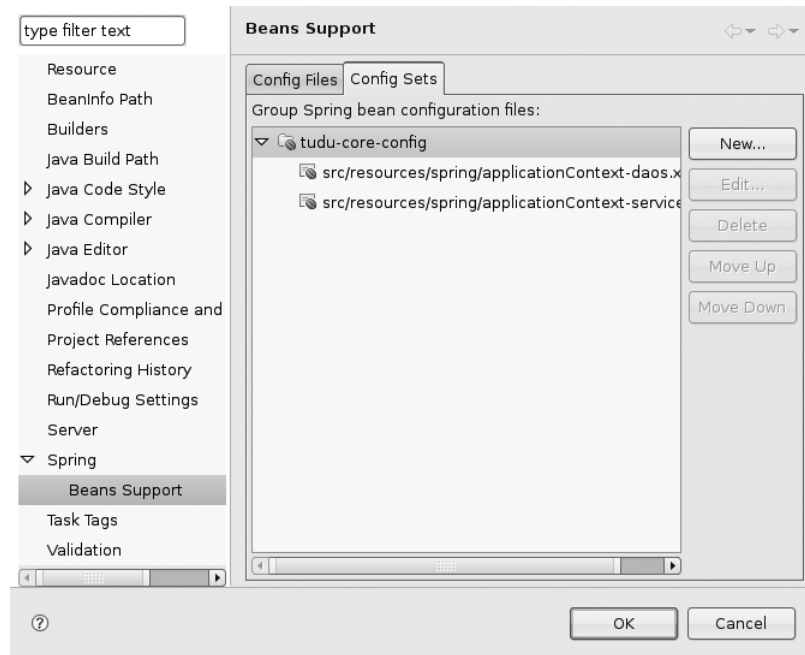 type filter text
Resource
BeanInfo Path
Builders
Java Build Path
Java Code Style
Java Compiler
Java Editor
Javadoc Location
Profile Compliance and
Project References
Refactoring History
Run/Debug Settings
Server
Spring
Beans Support
Task Tags
Validation
Beans Support
Config Files
Config Sets
Group Spring bean configuration files:
tudu-core-config
src/resources/spring/applicationContext-daos.x
src/resources/spring/applicationContext-service
New...
Edit...
Delete
Move Up
Move Down
?
OK
Cancel